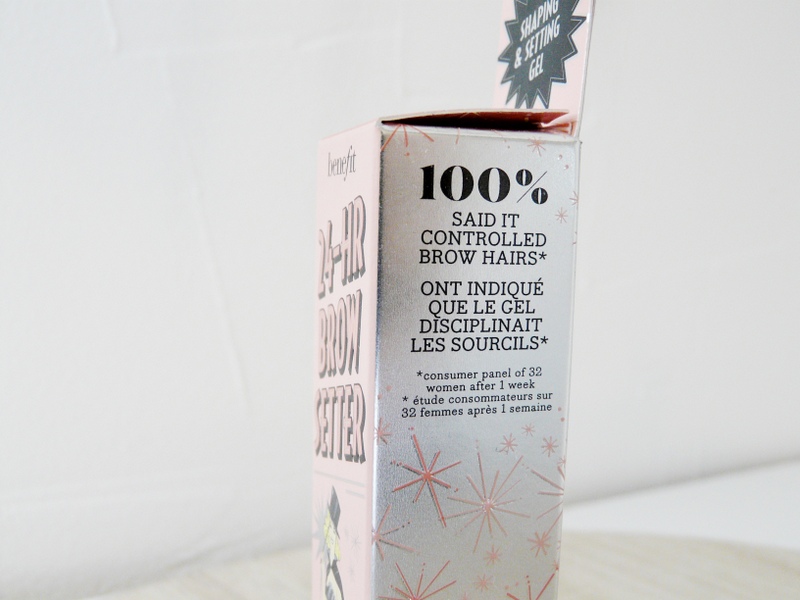 SHAPING
& SETTING
GEL
benefit
24-HR
BROW
SETTER
100%
SAID IT
CONTROLLED
BROW HAIRS*
ONT INDIQUÉ
QUE LE GEL
DISCIPLINAIT
LES SOURCILS*
*consumer panel of 32
women after 1 week
* étude consommateurs sur
32 femmes après 1 semaine